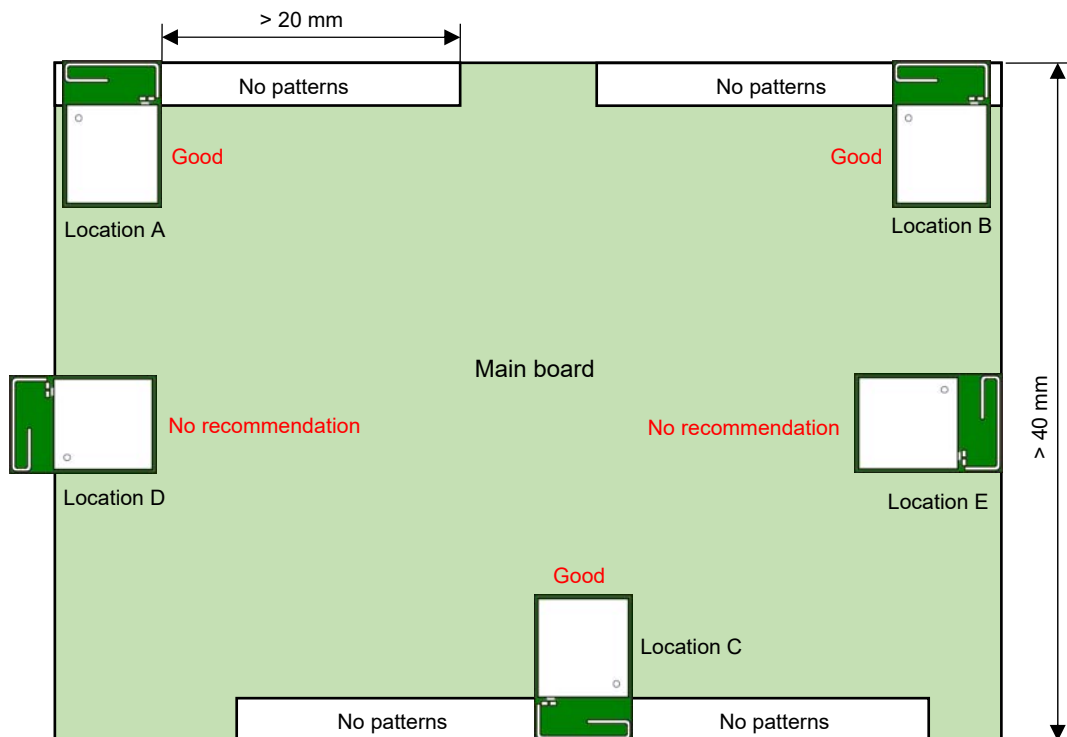 > 20 mm
No patterns
No patterns
Good
Good
Location A
Location B
Main board
> 40 mm
No recommendation
No recommendation
Location D
Location E
Good
Location C
No patterns
No patterns